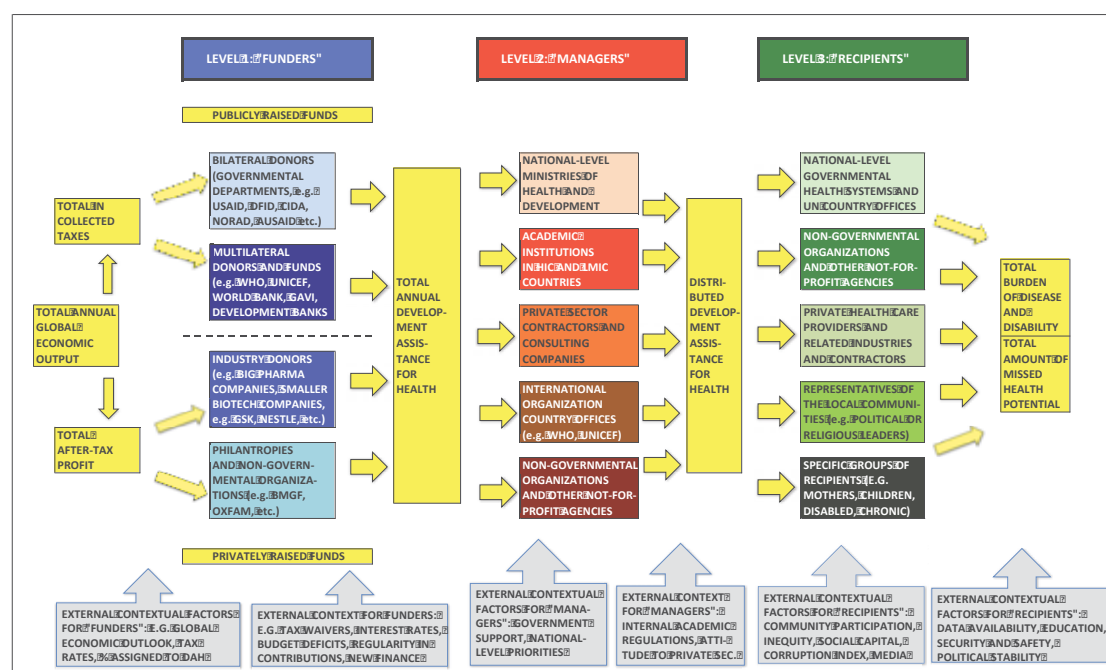 LEVEL 1: "FUNDERS"
LEVEL 2: "MANAGERS"
LEVEL 3: "RECIPIENTS"
PUBLICLY RAISED FUNDS
TOTAL IN
COLLECTED
TAXES
TOTAL ANNUAL
GLOBAL
ECONOMIC
OUTPUT
TOTAL
AFTER-TAX
PROFIT
BILATERAL DONORS
(GOVERNMENTAL
DEPARTMENTS, e.g.
USAID, DFID, CIDA,
NORAD, AUSAID etc.)
MULTILATERAL
DONORS AND FUNDS
(e.g. WHO, UNICEF,
WORLD BANK, GAVI,
DEVELOPMENT BANKS
INDUSTRY DONORS
(e.g. BIG PHARMA
COMPANIES, SMALLER
BIOTECH COMPANIES,
e.g. GSK, NESTLE, etc.)
PHILANTROPIES
AND NON-GOVERN-
MENTAL ORGANIZA-
TIONS (e.g. BMGF,
OXFAM, etc.)
PRIVATELY RAISED FUNDS
TOTAL
ANNUAL
DEVELOP-
MENT
ASSIS-
TANCE
FOR
HEALTH
NATIONAL-LEVEL
MINISTRIES OF
HEALTH AND
DEVELOPMENT
ACADEMIC
INSTITUTIONS
IN HIC AND LMIC
COUNTRIES
PRIVATE SECTOR
CONTRACTORS AND
CONSULTING
COMPANIES
INTERNATIONAL
ORGANIZATION
COUNTRY OFFICES
(e.g. WHO, UNICEF)
NON-GOVERNMENTAL
ORGANIZATIONS
AND OTHER NOT-FOR-
PROFIT AGENCIES
DISTRI-
BUTED
DEVELOP-
MENT
ASSIS-
TANCE
FOR
HEALTH
NATIONAL-LEVEL
GOVERNMENTAL
HEALTH SYSTEMS AND
UN COUNTRY OFFICES
NON-GOVERNMENTAL
ORGANIZATIONS
AND OTHER NOT-FOR-
PROFIT AGENCIES
PRIVATE HEALTH CARE
PROVIDERS AND
RELATED INDUSTRIES
AND CONTRACTORS
REPRESENTATIVES OF
THE LOCAL COMMUNI-
TIES (e.g. POLITICAL OR
RELIGIOUS LEADERS)
SPECIFIC GROUPS OF
RECIPIENTS (E.G.
MOTHERS, CHILDREN,
DISABLED, CHRONIC)
TOTAL
BURDEN
OF DISEASE
AND
DISABILITY
TOTAL
AMOUNT OF
MISSED
HEALTH
POTENTIAL
EXTERNAL CONTEXTUAL FACTORS
FOR "FUNDERS": E.G. GLOBAL
ECONOMIC OUTLOOK, TAX
RATES, % ASSIGNED TO DAH
EXTERNAL CONTEXT FOR FUNDERS:
E.G. TAX WAIVERS, INTEREST RATES,
BUDGET DEFICITS, REGULARITY IN
CONTRIBUTIONS, NEW FINANCE
EXTERNAL CONTEXTUAL
FACTORS FOR "MANA-
GERS": GOVERNMENT
SUPPORT, NATIONAL-
LEVEL PRIORITIES
EXTERNAL CONTEXT
FOR "MANAGERS":
INTERNAL ACADEMIC
REGULATIONS, ATTI-
TUDE TO PRIVATE SEC.
EXTERNAL CONTEXTUAL
FACTORS FOR "RECIPIENTS":
COMMUNITY PARTICIPATION,
INEQUITY, SOCIAL CAPITAL,
CORRUPTION INDEX, MEDIA
EXTERNAL CONTEXTUAL
FACTORS FOR "RECIPIENTS":
DATA AVAILABILITY, EDUCATION,
SECURITY AND SAFETY,
POLITICAL STABILITY